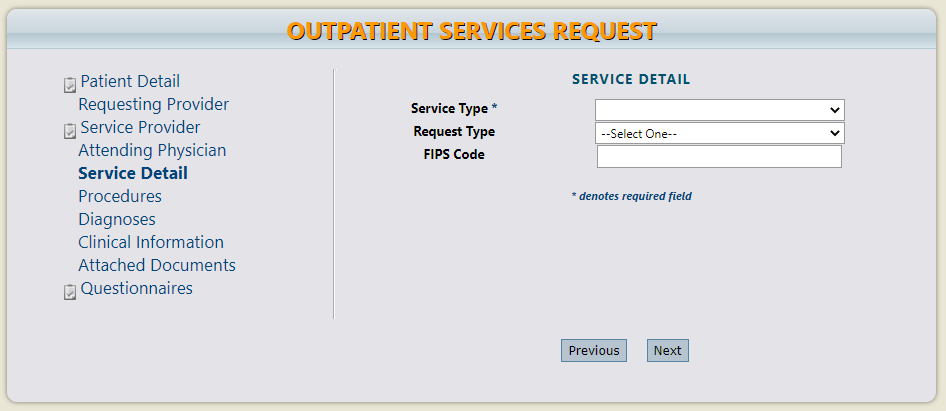 OUTPATIENT SERVICES REQUEST
Patient Detail
Requesting Provider
Service Provider
Attending Physician
Service Detail
Procedures
Diagnoses
Clinical Information
Attached Documents
Questionnaires
SERVICE DETAIL
Service Type *
Request Type --Select One--
FIPS Code
* denotes required field
Previous Next